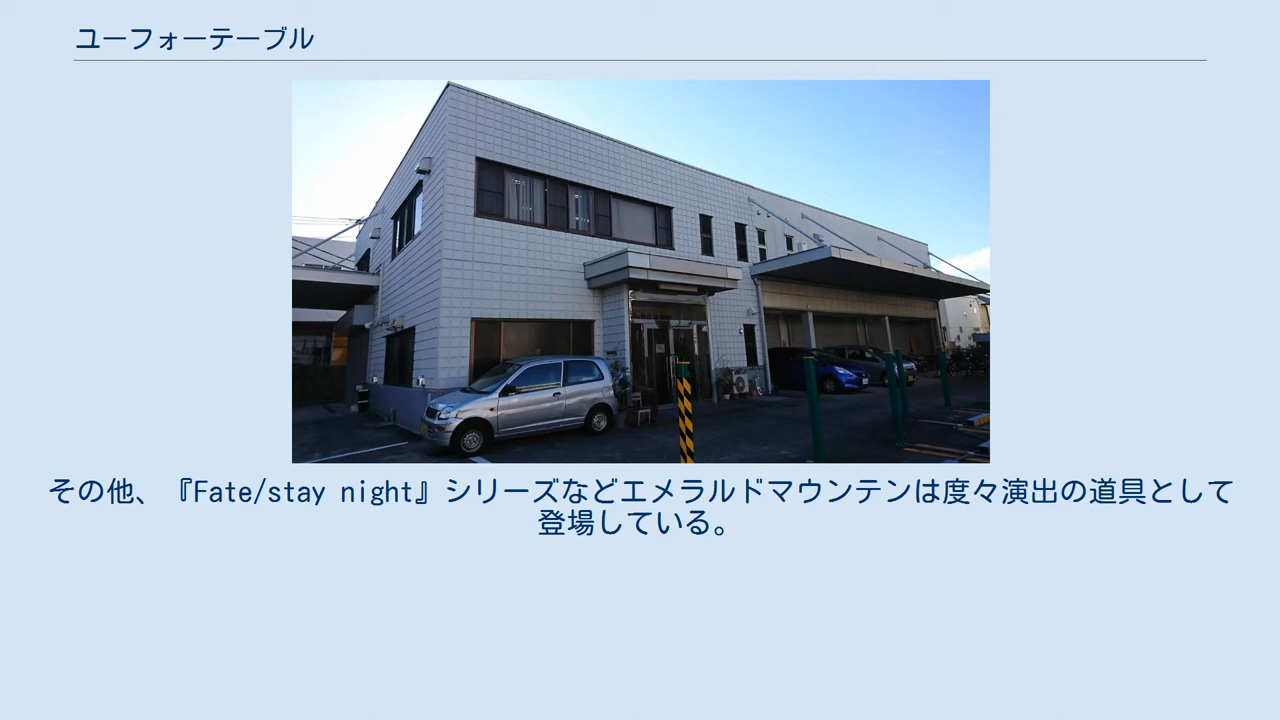 ユーフォーテーブル
その他、『Fate/stay night』シリーズなどエメラルドマウンテンは度々演出の道具として
登場している。